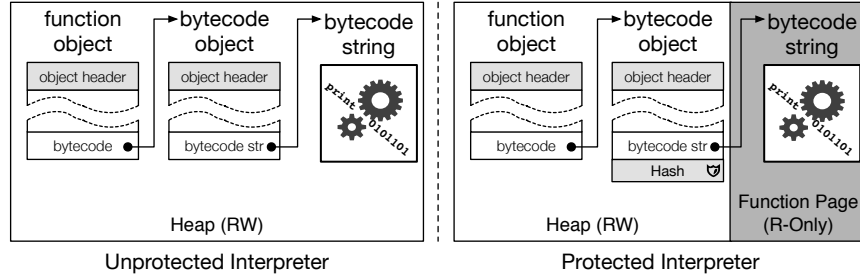 function
object
bytecode
object
bytecode
string
object header
object header
print
0101101
bytecode
bytecode str
Heap (RW)
Unprotected Interpreter
function
object
bytecode
object
bytecode
string
object header
object header
print
0101101
bytecode
bytecode str
Hash
Heap (RW)
Function Page
(R-Only)
Protected Interpreter